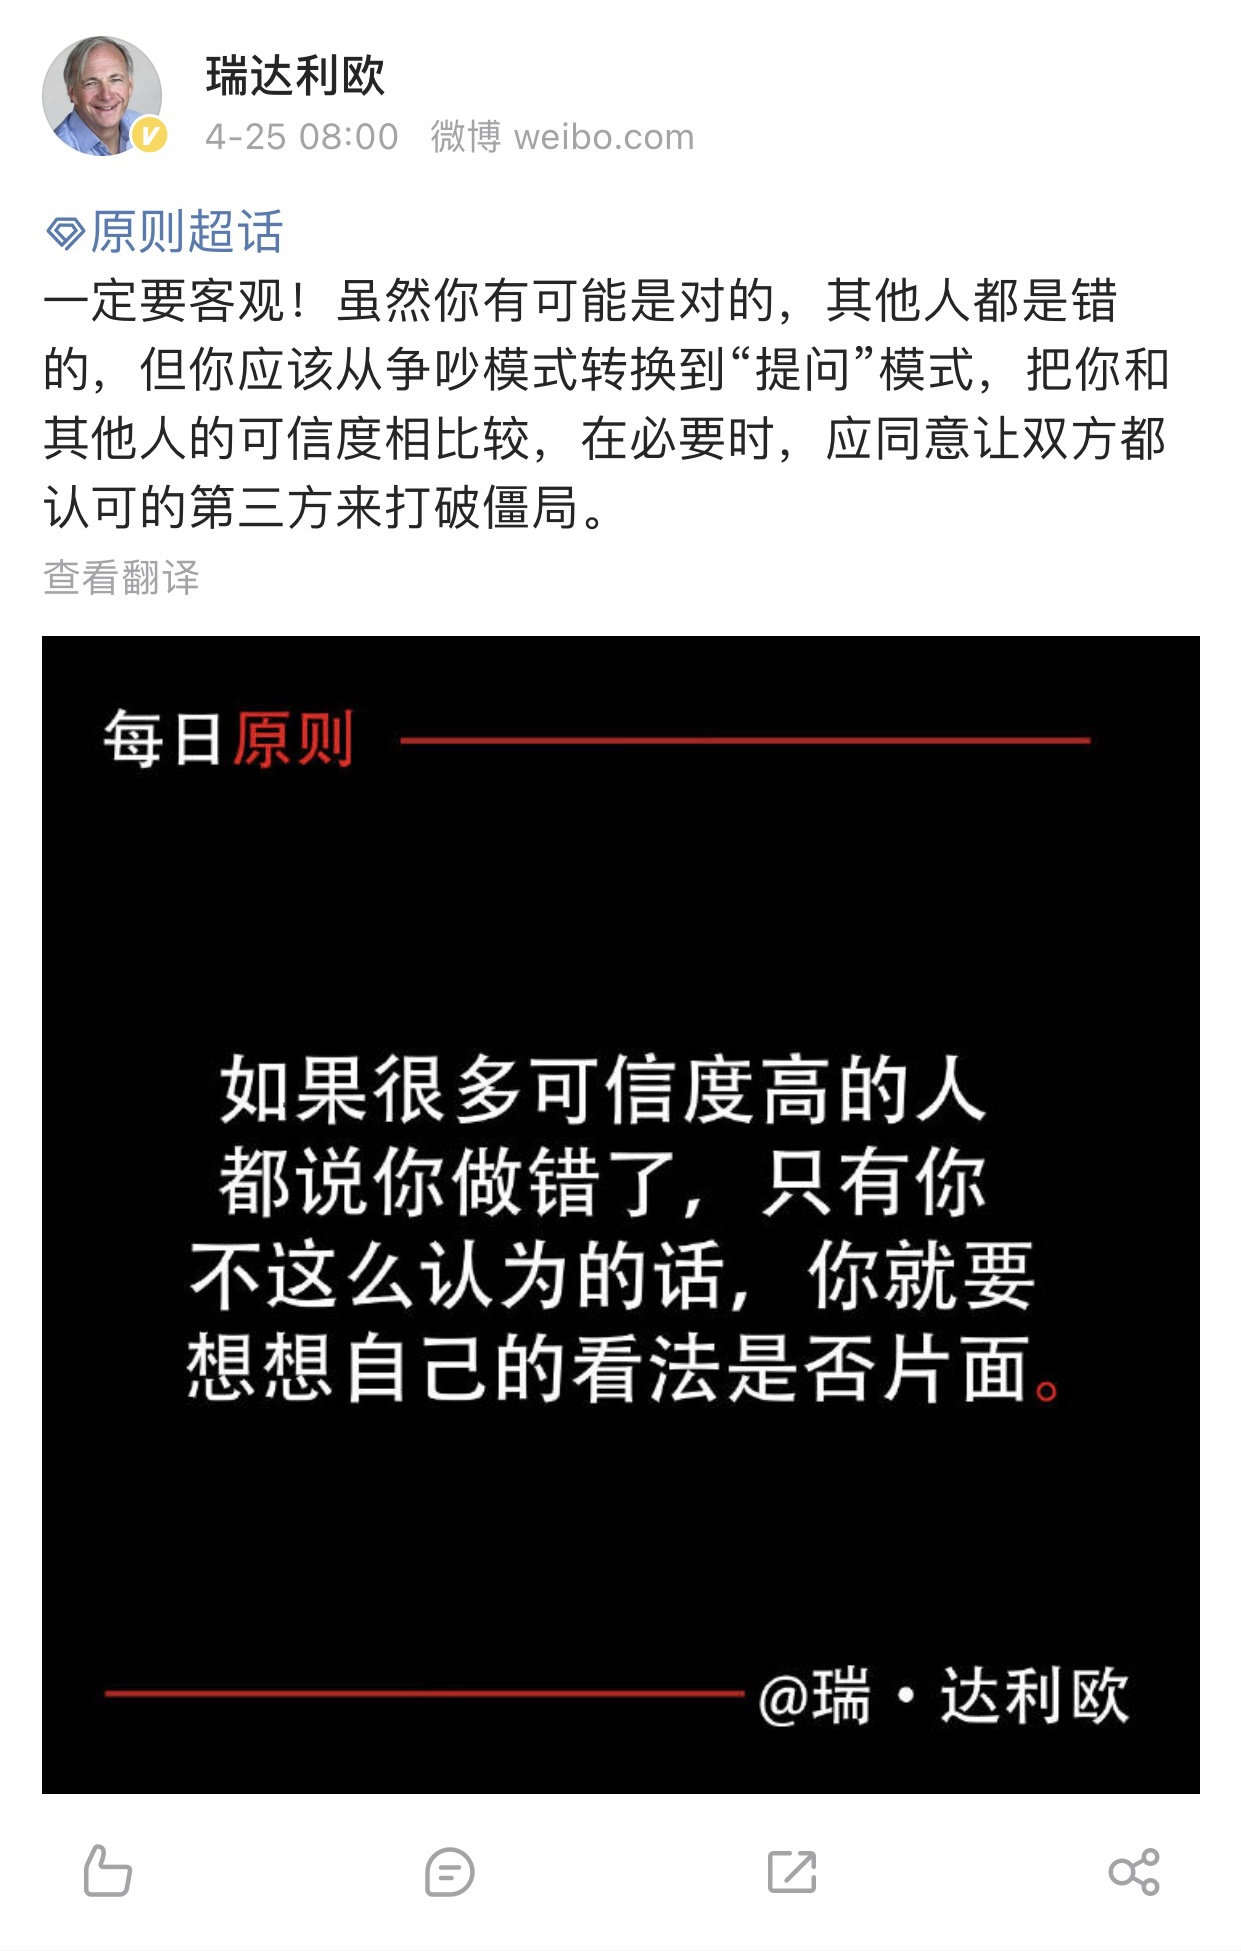 瑞达利欧
4-25 08:00 微博 weibo.com
原则超话
一定要客观！虽然你有可能是对的，其他人都是错
的，但你应该从争吵模式转换到“提问”模式，把你和
其他人的可信度相比较，在必要时，应同意让双方都
认可的第三方来打破僵局。
查看翻译
每日原则
如果很多可信度高的人
都说你做错了，只有你
不这么认为的话，你就要
想想自己的看法是否片面。
@瑞·达利欧